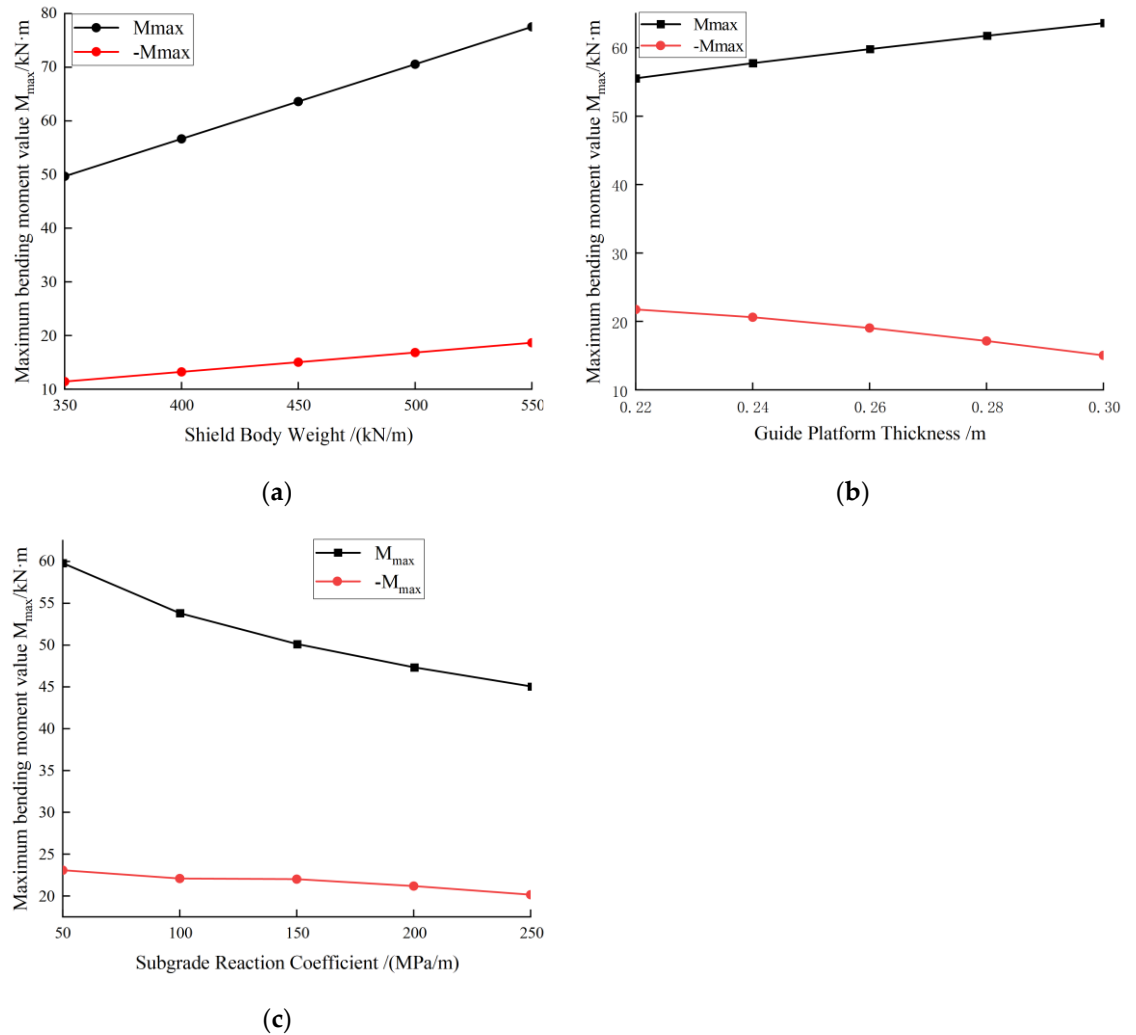 Maximum bending moment value Mmax/kN·m
80
70
60
50
40
30
20
10
Mmax
-Mmax
350
400
450
500
550
Shield Body Weight /(kN/m)
(a)
Maximum bending moment value Mmax/kN·m
60
50
40
30
20
10
Mmax
-Mmax
0.22
0.24
0.26
0.28
0.30
Guide Platform Thickness /m
(b)
Maximum bending moment value Mmax/kN·m
60
55
50
45
40
35
30
25
20
Mmax
-Mmax
50
100
150
200
250
Subgrade Reaction Coefficient /(MPa/m)
(c)